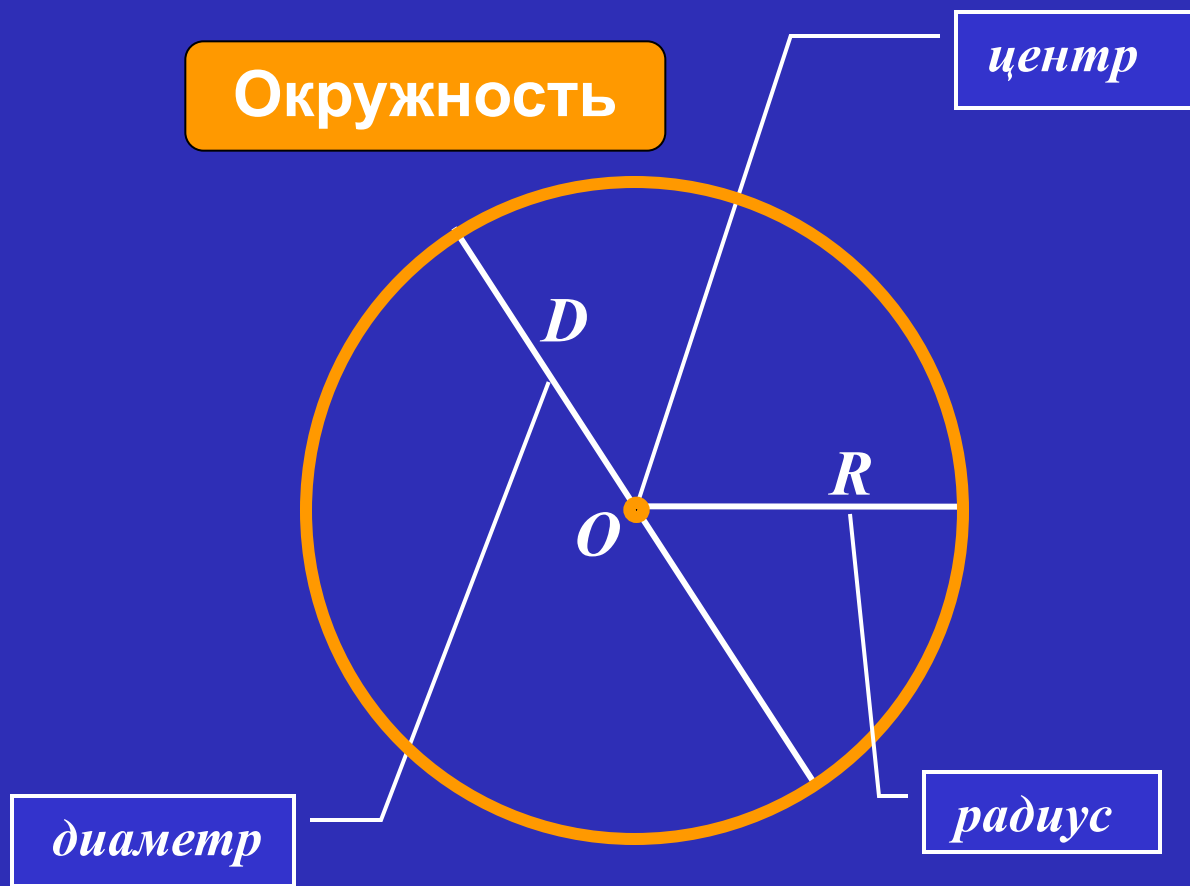 центр
Окружность
D
R
O
радиус
диаметр